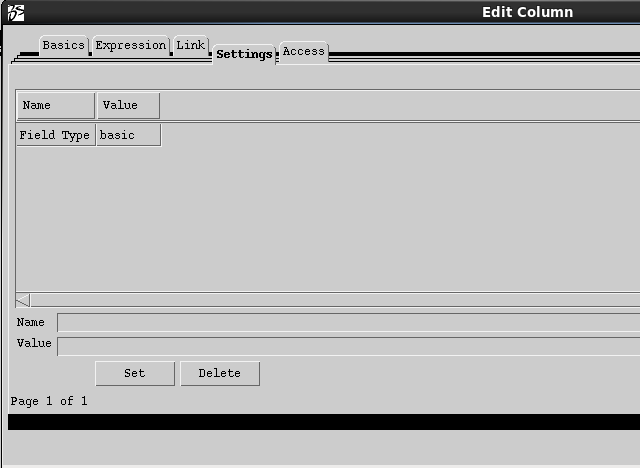 Edit Column
Basics Expression Link Settings Access
Name Value
Field Type basic
Name
Value
Set Delete
Page 1 of 1